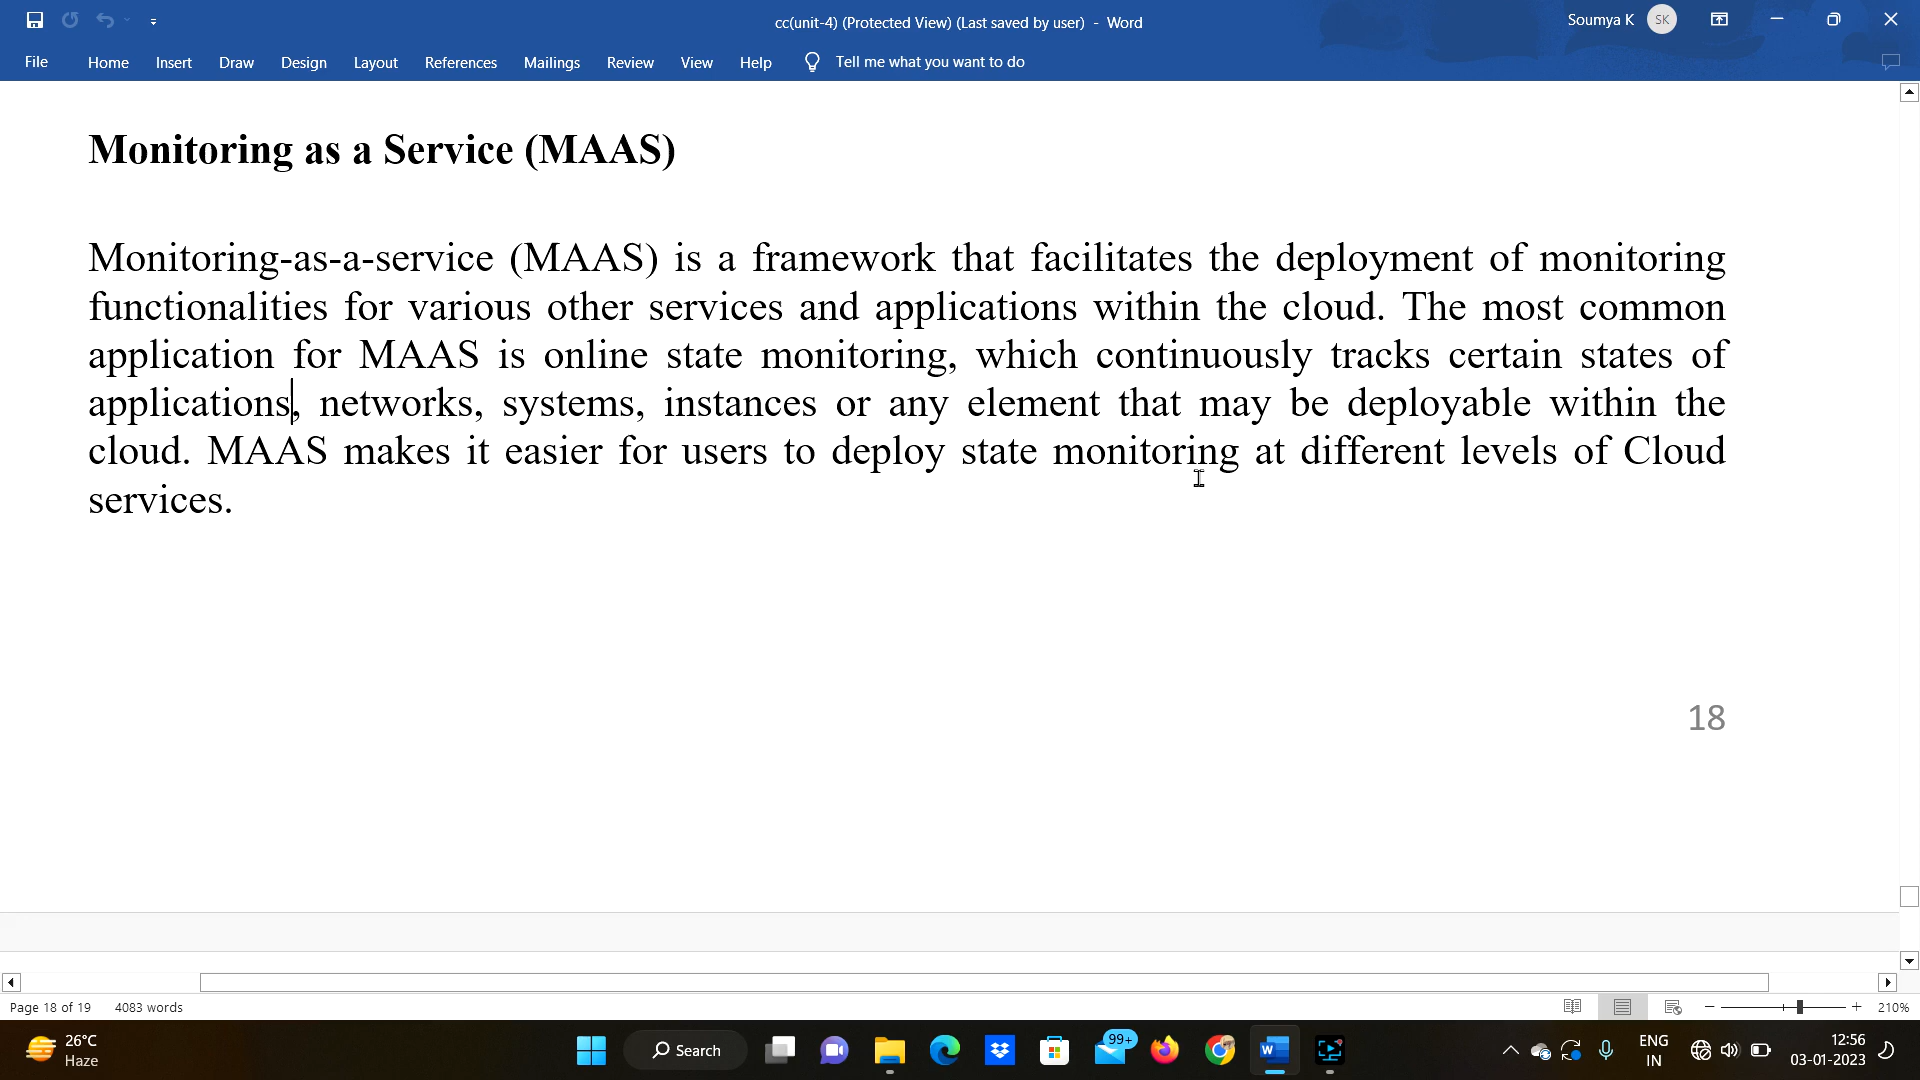 cc(unit-4) (Protected View) (Last saved by user) - Word
Soumya K SK
File Home Insert Draw Design Layout References Mailings Review View Help Tell me what you want to do
Monitoring as a Service (MAAS)
Monitoring-as-a-service (MAAS) is a framework that facilitates the deployment of monitoring
functionalities for various other services and applications within the cloud. The most common
application for MAAS is online state monitoring, which continuously tracks certain states of
applications, networks, systems, instances or any element that may be deployable within the
cloud. MAAS makes it easier for users to deploy state monitoring at different levels of Cloud
services.
18
Page 18 of 19 4083 words
210%
26°C
Haze
Search
99+
ENG
IN
12:56
03-01-2023